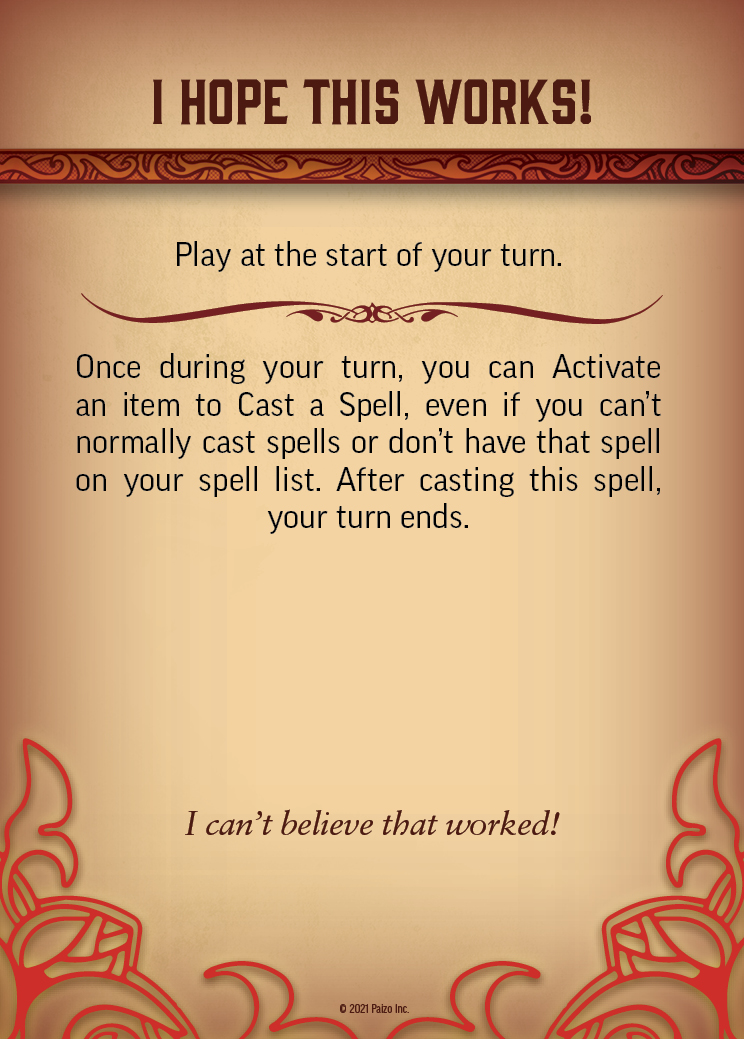 I HOPE THIS WORKS!
Play at the start of your turn.
Once during your turn, you can Activate
an item to Cast a Spell, even if you can’t
normally cast spells or don’t have that spell
on your spell list. After casting this spell,
your turn ends.
I can’t believe that worked!
© 2021 Paizo Inc.